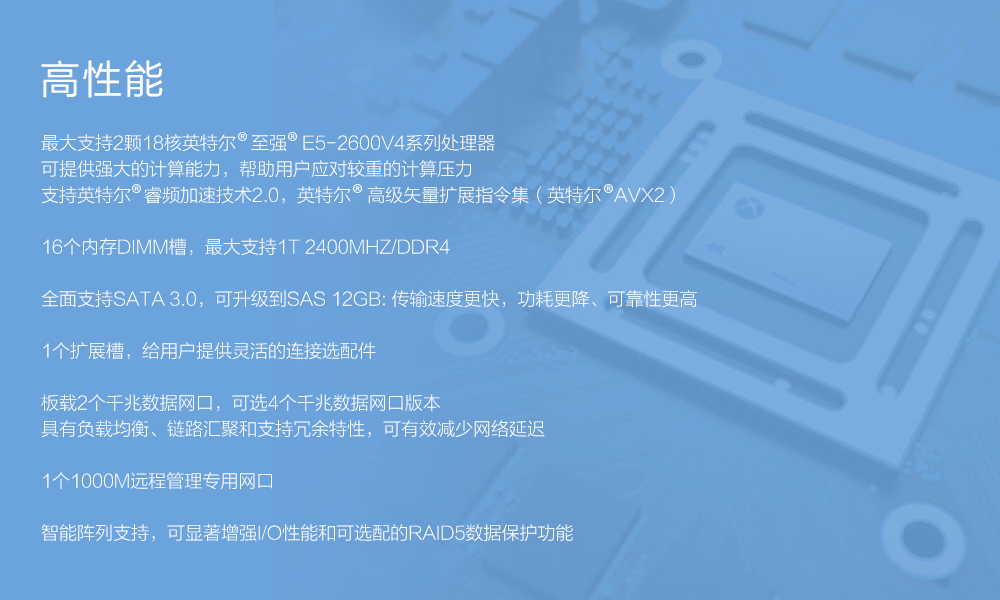 高性能
最大支持2颗18核英特尔® 至强® E5-2600V4系列处理器
可提供强大的计算能力，帮助用户应对较重的计算压力
支持英特尔®睿频加速技术2.0，英特尔® 高级矢量扩展指令集（英特尔®AVX2）
16个内存DIMM槽，最大支持1T 2400MHZ/DDR4
全面支持SATA 3.0，可升级到SAS 12GB: 传输速度更快，功耗更降、可靠性更高
1个扩展槽，给用户提供灵活的连接选配件
板载2个千兆数据网口，可选4个千兆数据网口版本
具有负载均衡、链路汇聚和支持冗余特性，可有效减少网络延迟
1个1000M远程管理专用网口
智能阵列支持，可显著增强I/O性能和可选配的RAID5数据保护功能